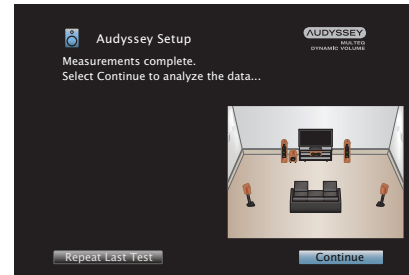 Audyssey Setup
AUDYSSEY
MULTEQ
DYNAMIC VOLUME
Measurements complete.
Select Continue to analyze the data...
Repeat Last Test
Continue